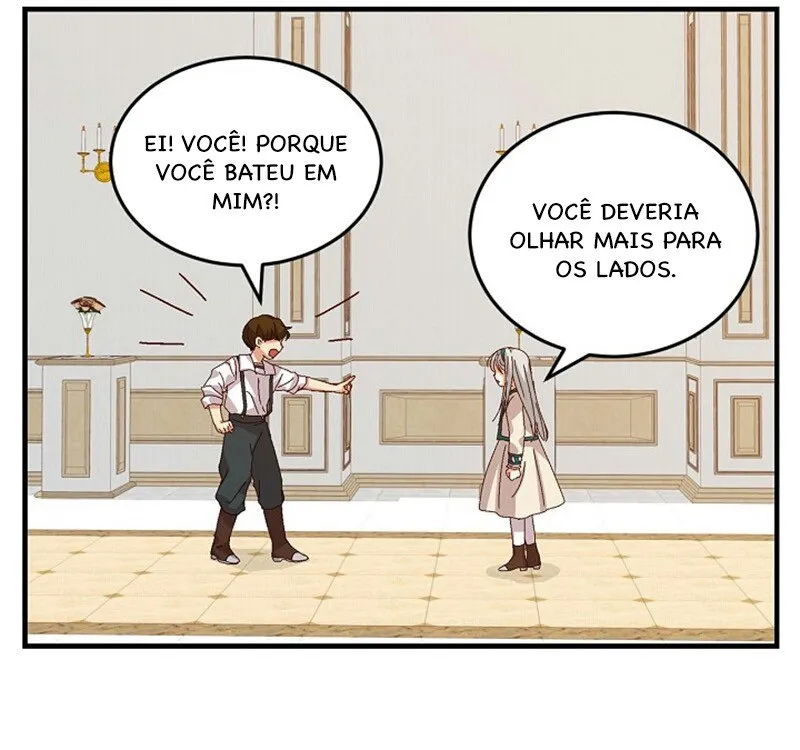 EI! VOCÊ! PORQUE
VOCÊ BATEU EM
MIM?!
VOCÊ DEVERIA
OLHAR MAIS PARA
OS LADOS.